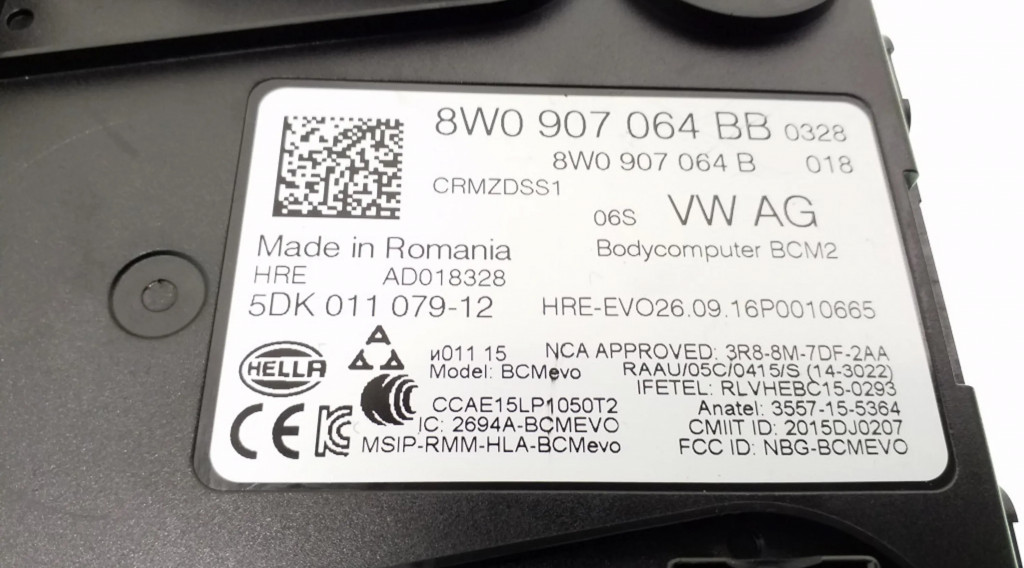 8W0 907 064 BB 0328
8W0 907 064 B 018
CRMZDSS1
06S VW AG
Made in Romania
Bodycomputer BCM2
HRE AD018328
5DK 011 079-12 HRE-EVO26.09.16P0010665
HELLA
и011 15 NCA APPROVED: 3R8-8M-7DF-2AA
Model: BCMevo RAAU/05C/0415/S (14-3022)
IFETEL: RLVHEBC15-0293
CCAE15LP1050T2 Anatel: 3557-15-5364
IC: 2694A-BCMEVO CMIIT ID: 2015DJ0207
CE MSIP-RMM-HLA-BCMevo FCC ID: NBG-BCMEVO